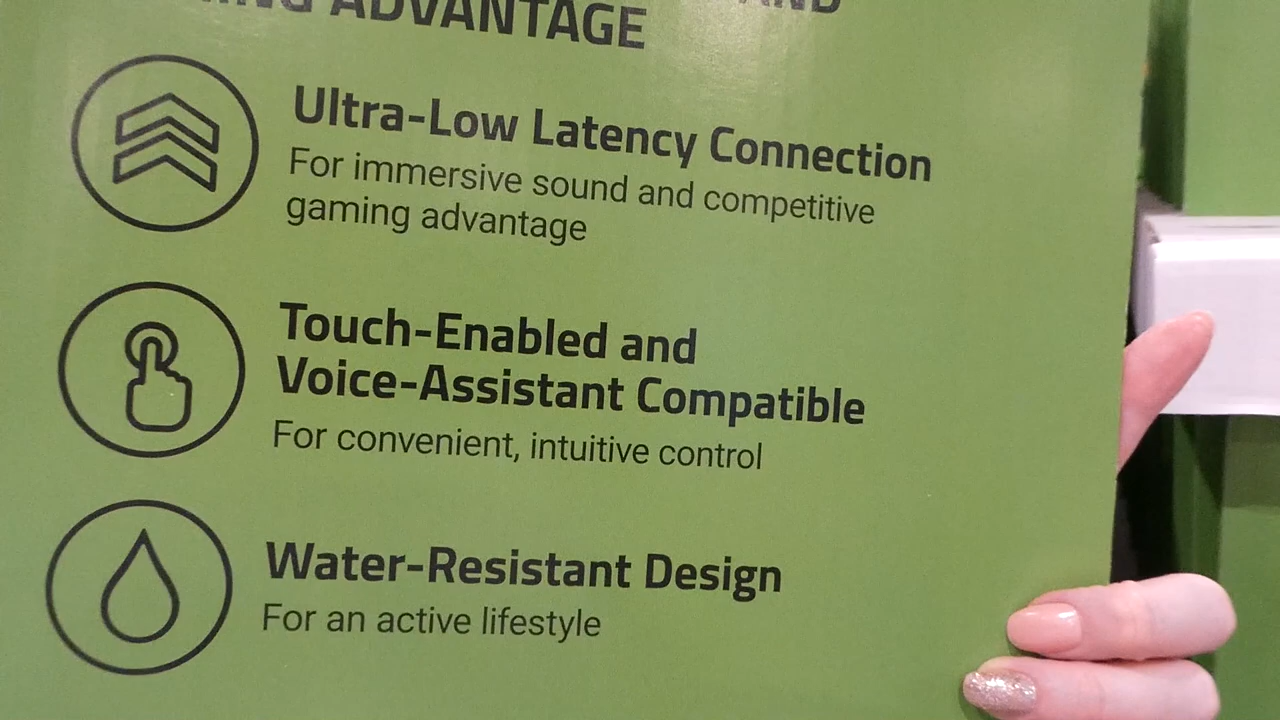 AND
ADVANTAGE
Ultra-Low Latency Connection
For immersive sound and competitive
gaming advantage
Touch-Enabled and
Voice-Assistant Compatible
For convenient, intuitive control
Water-Resistant Design
For an active lifestyle